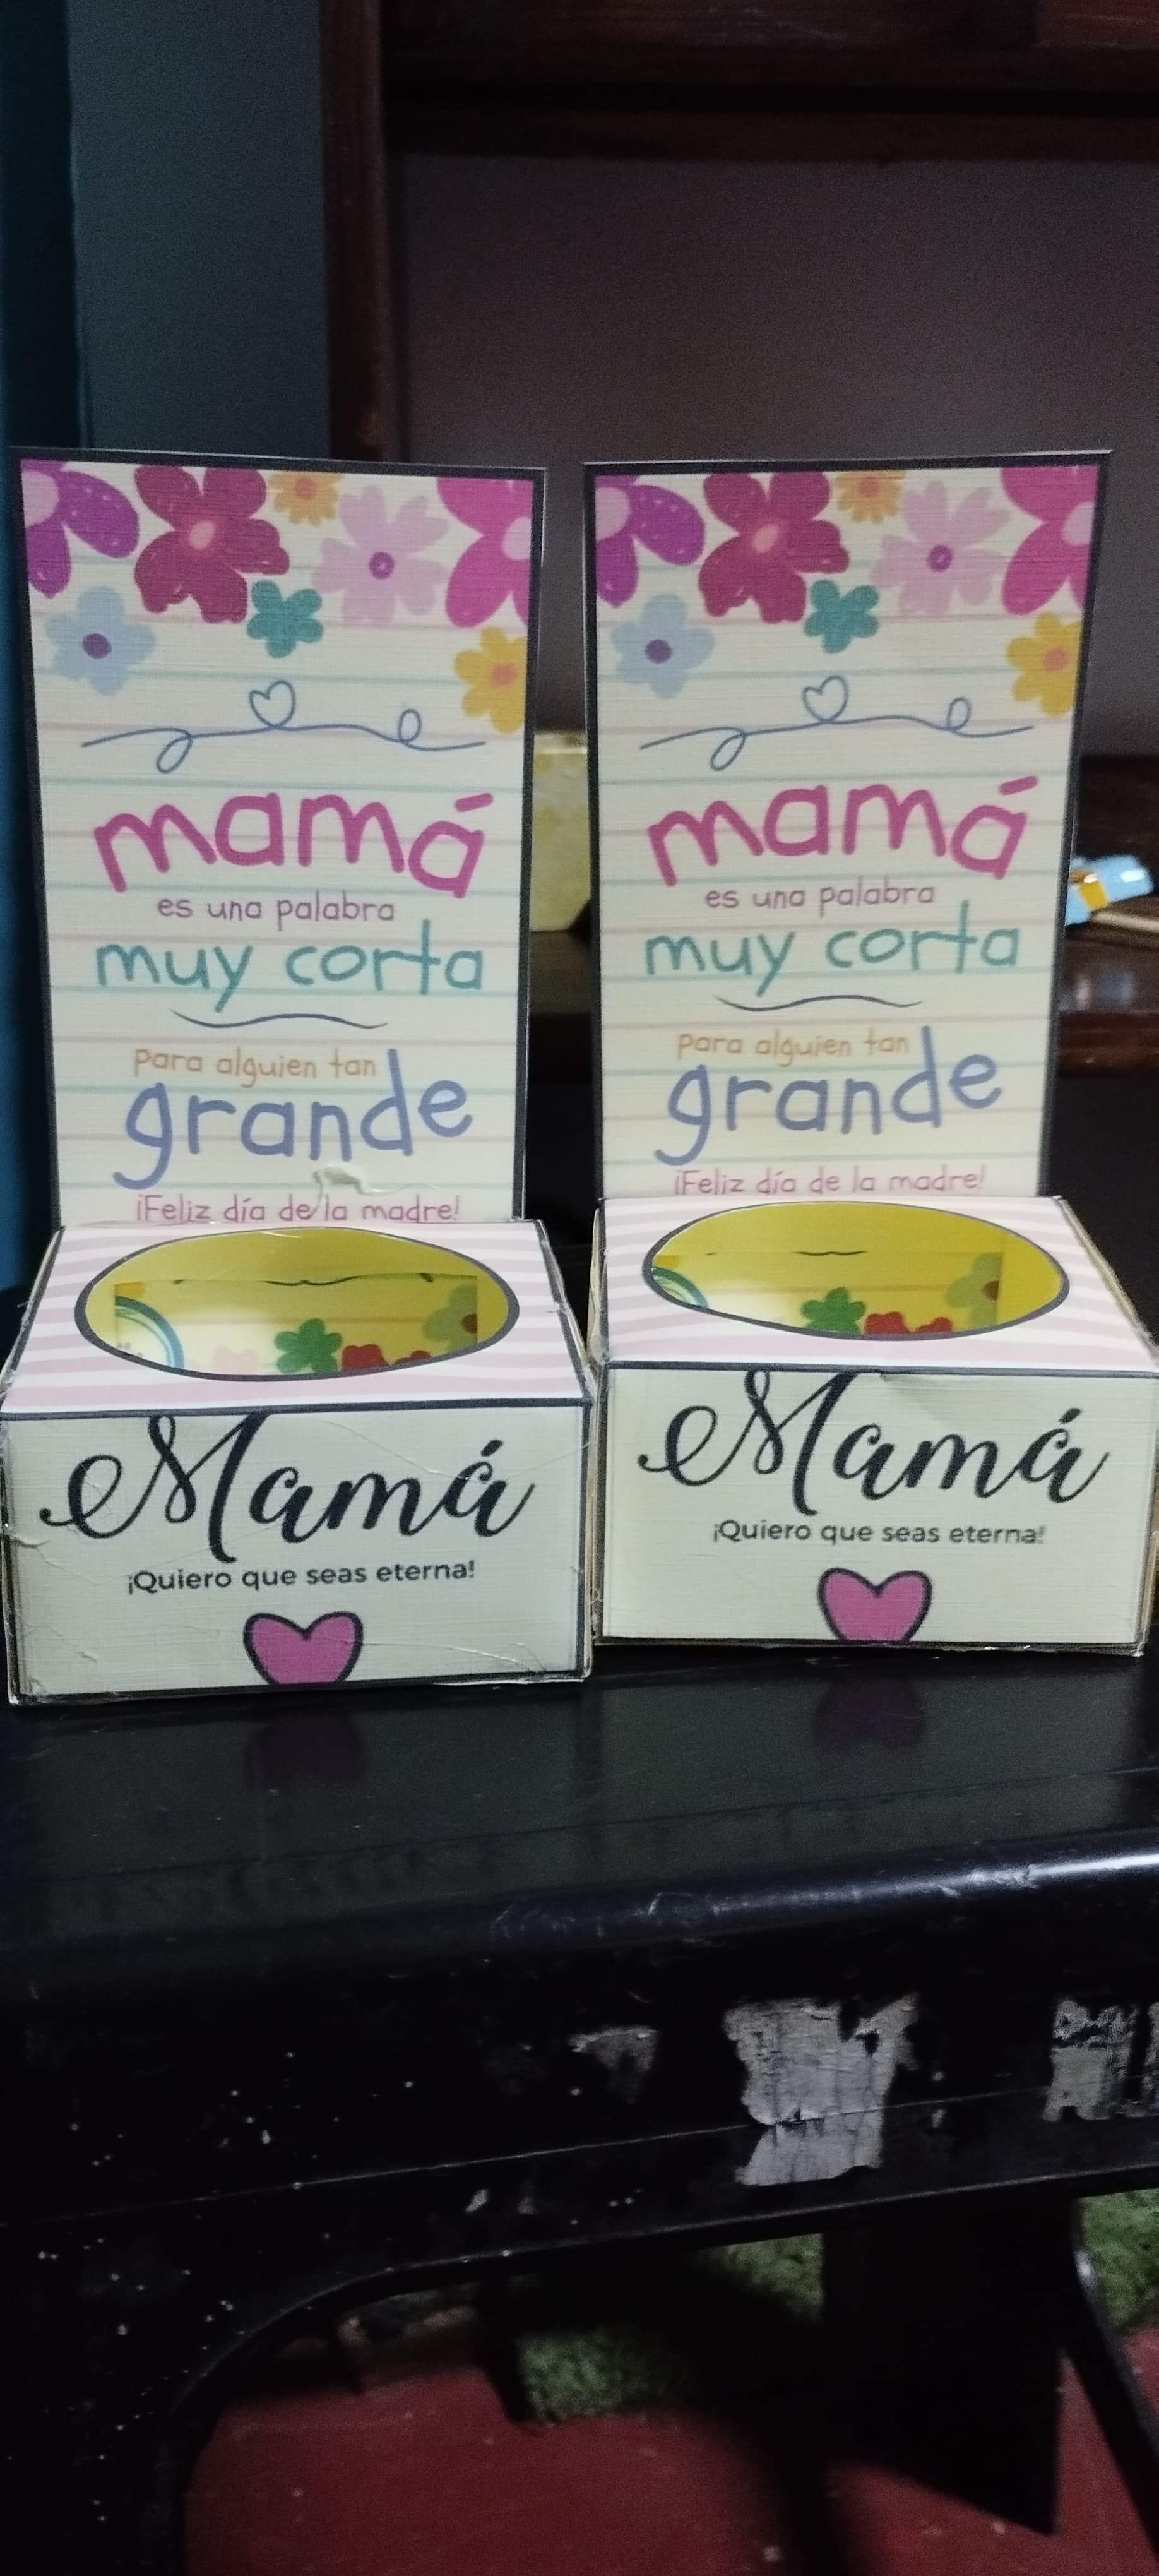 mamá
es una palabra
muy corta
para alguien tan
grande
¡Feliz día de la madre!
Mamá
¡Quiero que seas eterna!
mamá
es una palabra
muy corta
para alguien tan
grande
¡Feliz día de la madre!
Mamá
¡Quiero que seas eterna!